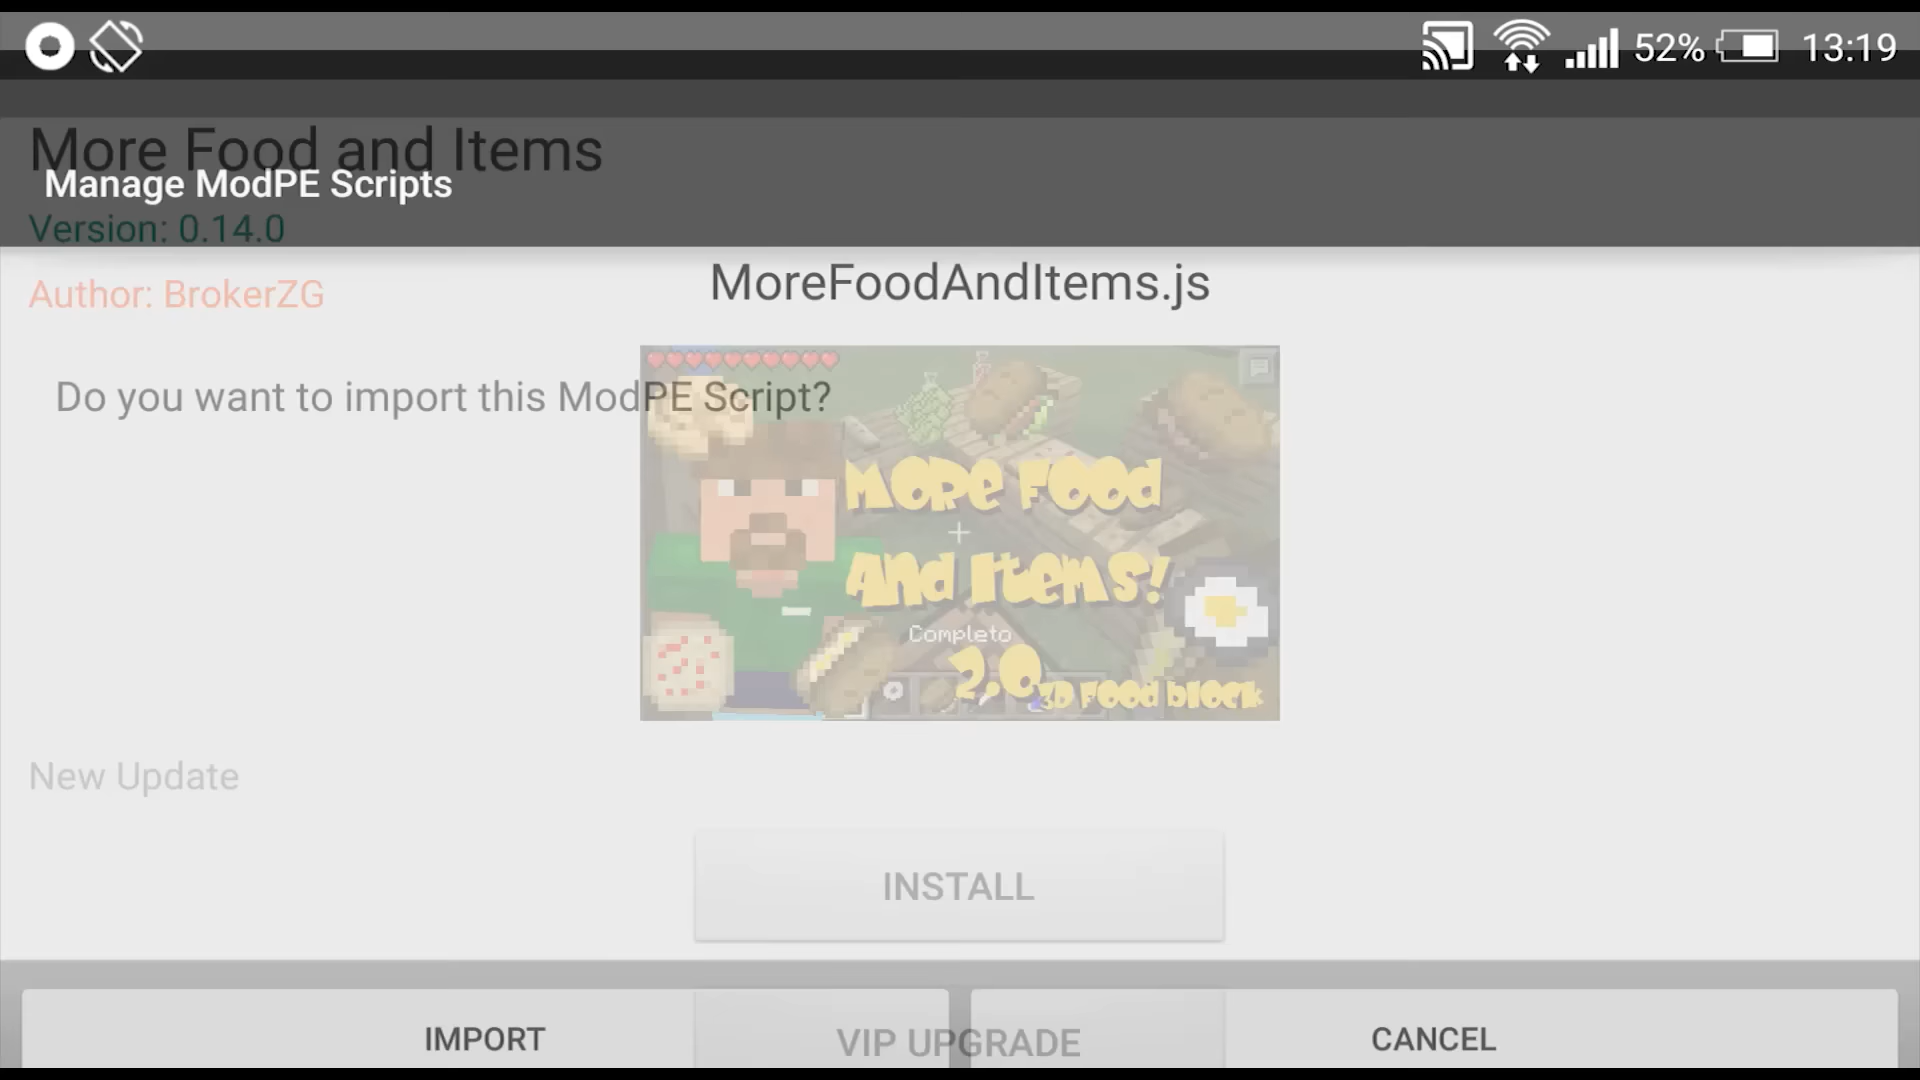 52% 13:19
More Food and Items
Manage ModPE Scripts
Version: 0.14.0
MoreFoodAndItems.js
Author: BrokerZG
Do you want to import this ModPE Script?
MORE FOOd
ANd ItEMS!
Completo
2.0
3D FOOd blOck
New Update
INSTALL
IMPORT
VIP UPGRADE
CANCEL